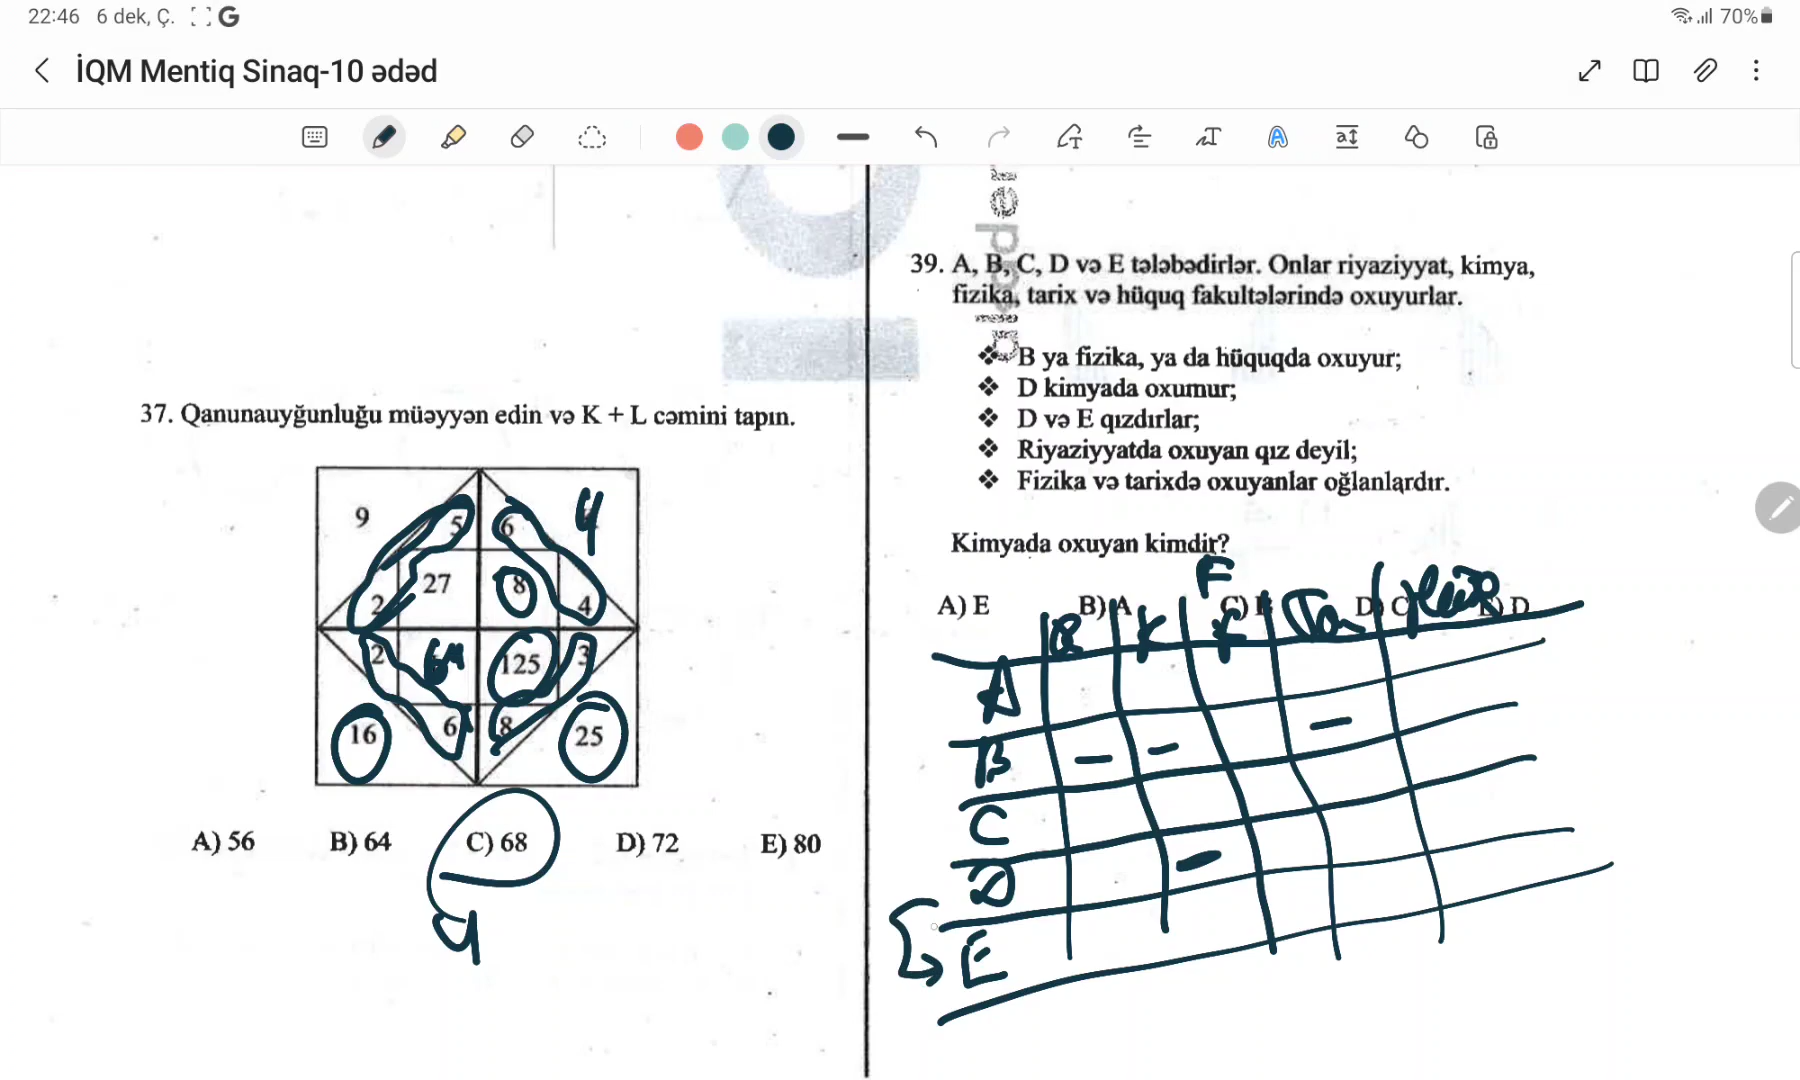 22:46 6 dek, Ç. G
70%
İQM Mentiq Sinaq-10 ədəd
37. Qanunauyğunluğu müəyyən edin və K + L cəmini tapın.
9 5 6 4
27 8
2 4
2 64 125 3
16 6 8 25
A) 56 B) 64 C) 68 D) 72 E) 80
4
39. A, B, C, D və E tələbədirlər. Onlar riyaziyyat, kimya,
fizika, tarix və hüquq fakultələrində oxuyurlar.
❖ B ya fizika, ya da hüquqda oxuyur;
❖ D kimyada oxumur;
❖ D və E qızdırlar;
❖ Riyaziyyatda oxuyan qız deyil;
❖ Fizika və tarixdə oxuyanlar oğlanlardır.
Kimyada oxuyan kimdir?
A) E B) A C) D) C E) D
F
R K
A
B
C
D
E